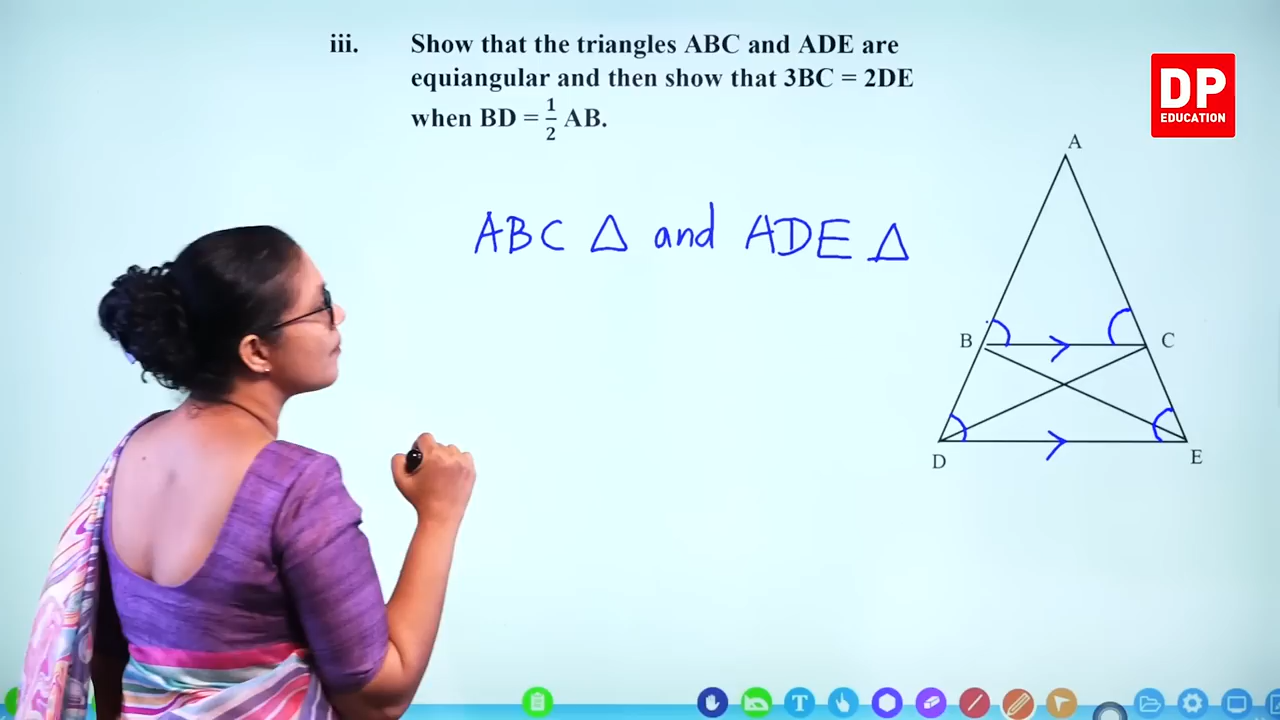 iii. Show that the triangles ABC and ADE are
equiangular and then show that 3BC = 2DE
when BD = 1/2 AB.
DP
EDUCATION
ABC △ and ADE △
A
B
C
D
E
T